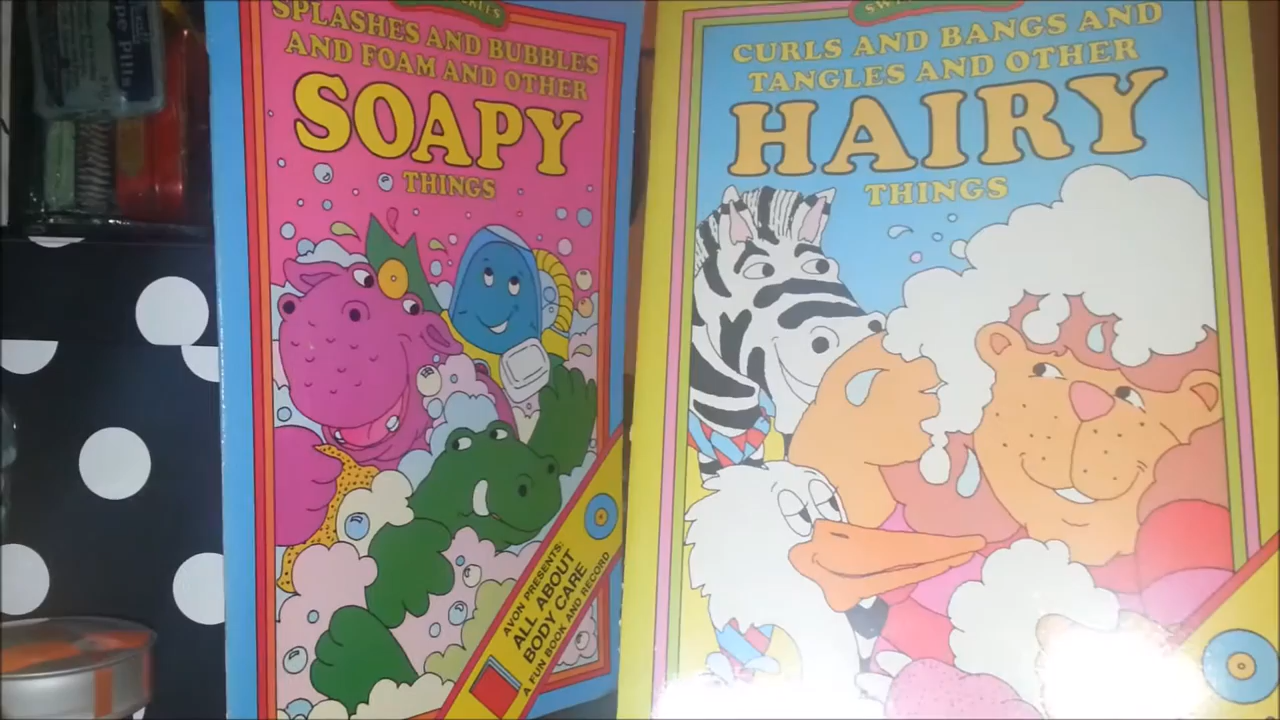 SPLASHES AND BUBBLES
AND FOAM AND OTHER
SOAPY
THINGS
AVON PRESENTS:
ALL ABOUT
BODY CARE
A FUN BOOK AND RECORD
CURLS AND BANGS AND
TANGLES AND OTHER
HAIRY
THINGS